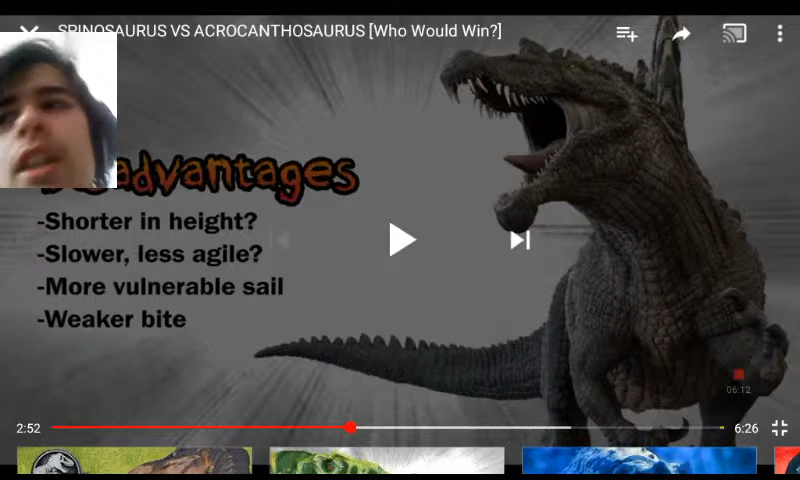 SPINOSAURUS VS ACROCANTHOSAURUS [Who Would Win?]
advantages
-Shorter in height?
-Slower, less agile?
-More vulnerable sail
-Weaker bite
06:12
2:52
6:26